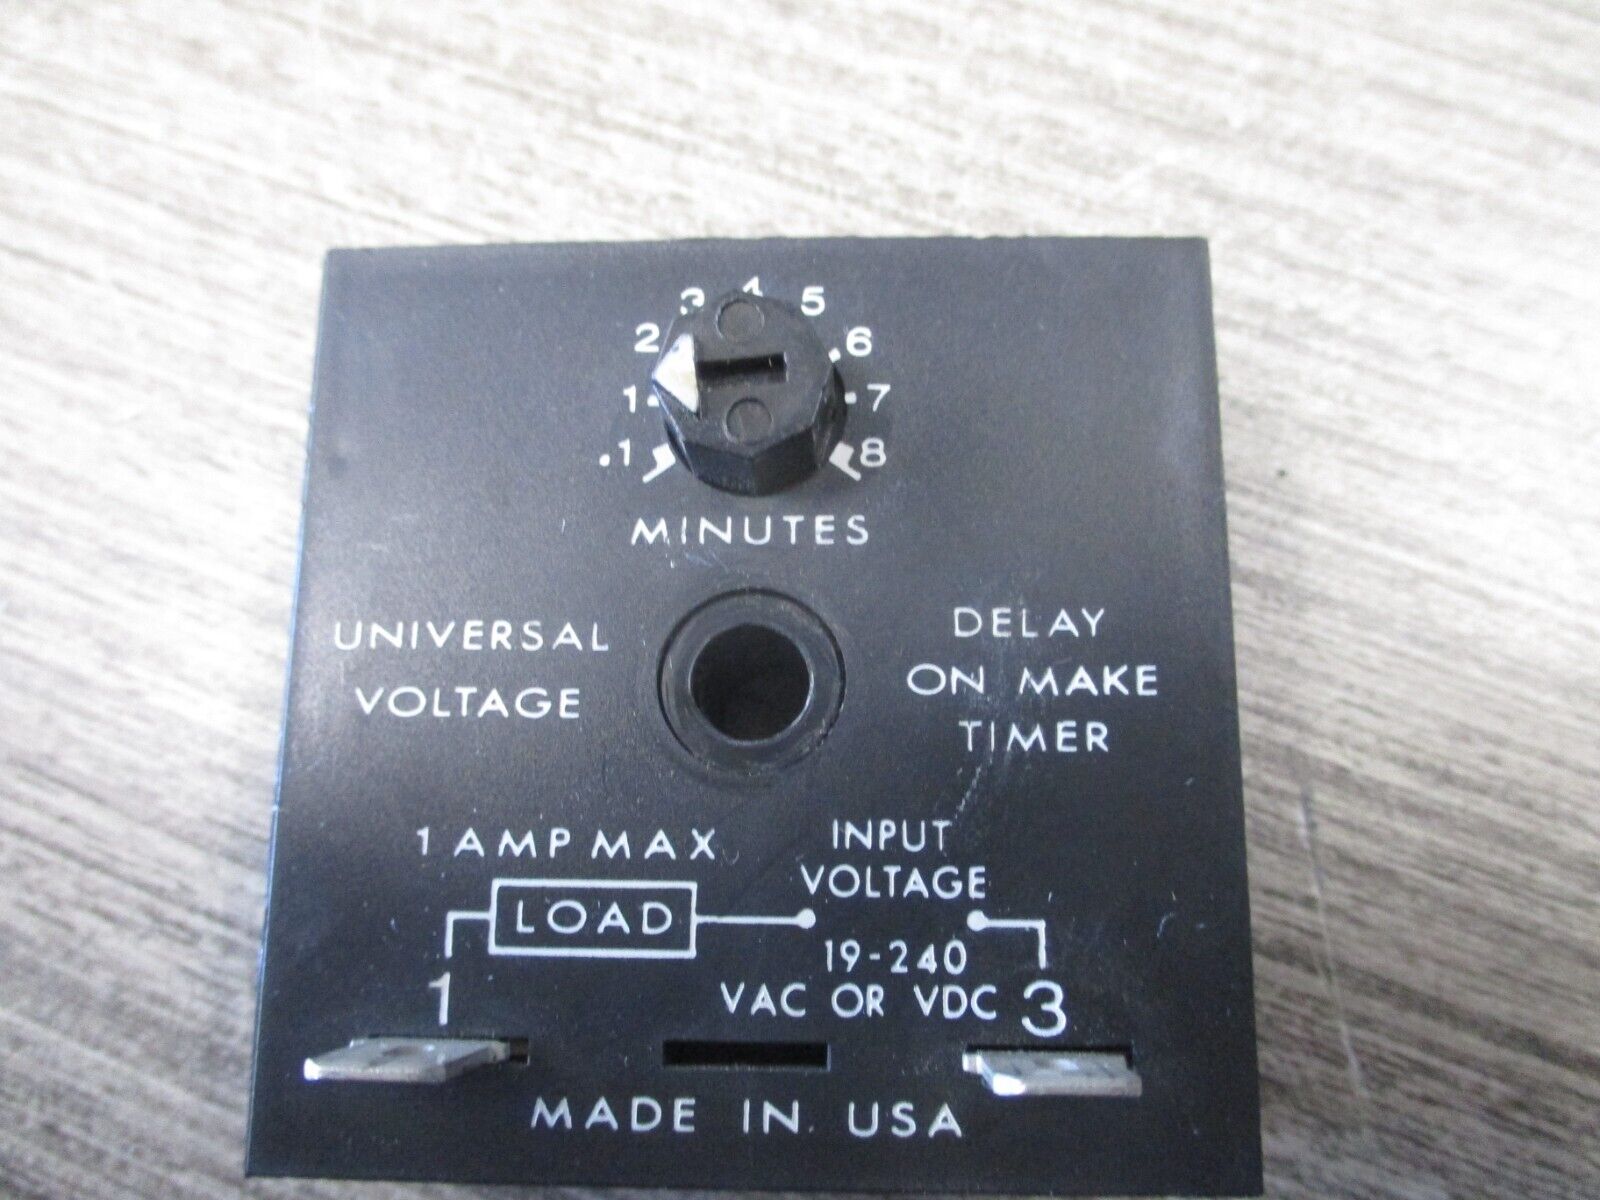 3 4 5
2 6
1 7
.1 8
MINUTES
UNIVERSAL
VOLTAGE
DELAY
ON MAKE
TIMER
1 AMP MAX
LOAD
INPUT
VOLTAGE
19-240
VAC OR VDC
1 3
MADE IN USA